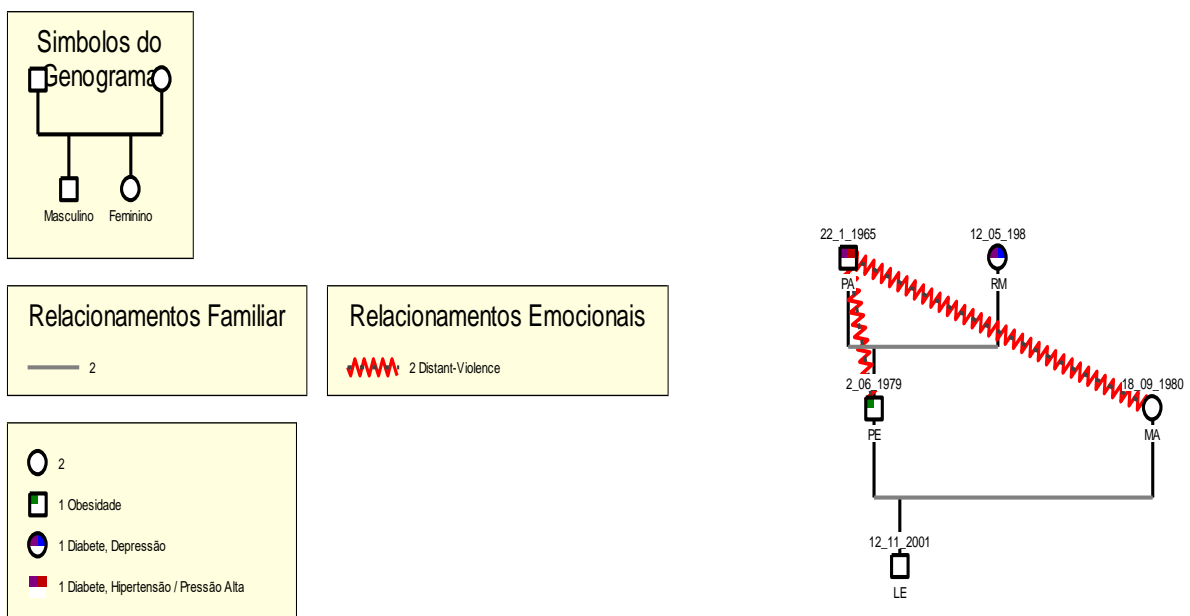 Simbolos do
Genograma
Masculino Feminino
Relacionamentos Familiar
2
Relacionamentos Emocionais
2 Distant-Violence
2
1 Obesidade
1 Diabete, Depressão
1 Diabete, Hipertensão / Pressão Alta
22_1_1965 12_05_198
PA RM
2_06_1979 18_09_1980
PE MA
12_11_2001
LE